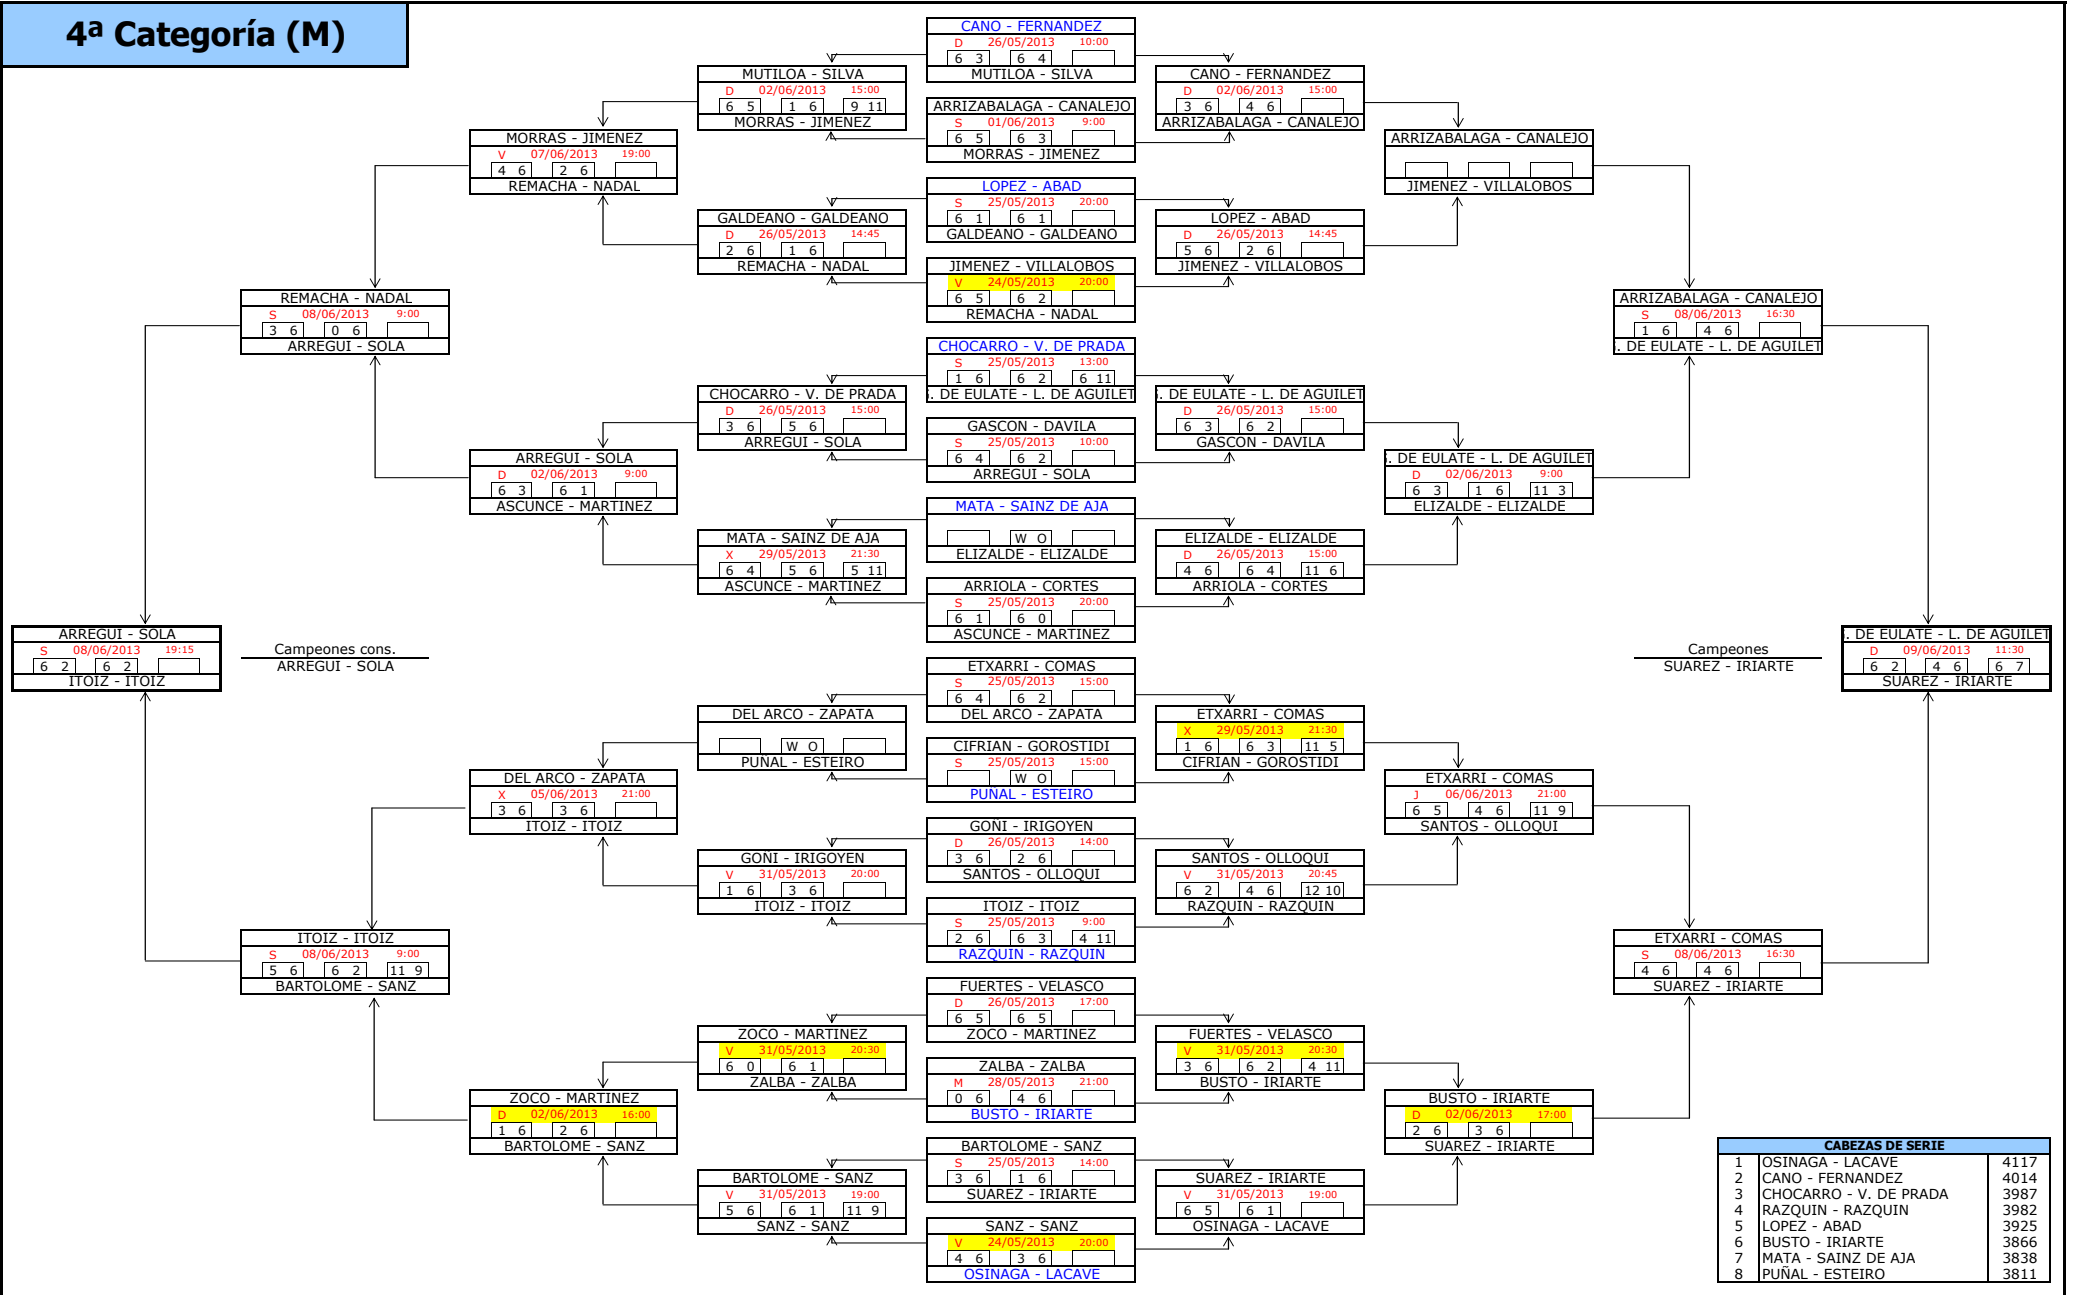 4ª Categoría (M)
CANO - FERNANDEZ
D 26/05/2013 10:00
6 3 6 4
MUTILOA - SILVA
ARRIZABALAGA - CANALEJO
S 01/06/2013 9:00
6 5 6 3
MORRAS - JIMENEZ
LOPEZ - ABAD
S 25/05/2013 20:00
6 1 6 1
GALDEANO - GALDEANO
JIMENEZ - VILLALOBOS
V 24/05/2013 20:00
6 5 6 2
REMACHA - NADAL
CHOCARRO - V. DE PRADA
S 25/05/2013 13:00
1 6 6 2 6 11
. DE EULATE - L. DE AGUILET
GASCON - DAVILA
S 25/05/2013 10:00
6 4 6 2
ARREGUI - SOLA
MATA - SAINZ DE AJA
W O
ELIZALDE - ELIZALDE
ARRIOLA - CORTES
S 25/05/2013 20:00
6 1 6 0
ASCUNCE - MARTINEZ
ETXARRI - COMAS
S 25/05/2013 15:00
6 4 6 2
DEL ARCO - ZAPATA
CIFRIAN - GOROSTIDI
S 25/05/2013 15:00
W O
PUÑAL - ESTEIRO
GOÑI - IRIGOYEN
D 26/05/2013 14:00
3 6 2 6
SANTOS - OLLOQUI
ITOIZ - ITOIZ
S 25/05/2013 9:00
2 6 6 3 4 11
RAZQUIN - RAZQUIN
FUERTES - VELASCO
D 26/05/2013 17:00
6 5 6 5
ZOCO - MARTINEZ
ZALBA - ZALBA
M 28/05/2013 21:00
0 6 4 6
BUSTO - IRIARTE
BARTOLOME - SANZ
S 25/05/2013 14:00
3 6 1 6
SUAREZ - IRIARTE
SANZ - SANZ
V 24/05/2013 20:00
4 6 3 6
OSINAGA - LACAVE
MUTILOA - SILVA
D 02/06/2013 15:00
6 5 1 6 9 11
MORRAS - JIMENEZ
GALDEANO - GALDEANO
D 26/05/2013 14:45
2 6 1 6
REMACHA - NADAL
CHOCARRO - V. DE PRADA
D 26/05/2013 15:00
3 6 5 6
ARREGUI - SOLA
MATA - SAINZ DE AJA
X 29/05/2013 21:30
6 4 5 6 5 11
ASCUNCE - MARTINEZ
DEL ARCO - ZAPATA
W O
PUÑAL - ESTEIRO
GOÑI - IRIGOYEN
V 31/05/2013 20:00
1 6 3 6
ITOIZ - ITOIZ
ZOCO - MARTINEZ
V 31/05/2013 20:30
6 0 6 1
ZALBA - ZALBA
BARTOLOME - SANZ
V 31/05/2013 19:00
5 6 6 1 11 9
SANZ - SANZ
MORRAS - JIMENEZ
V 07/06/2013 19:00
4 6 2 6
REMACHA - NADAL
ARREGUI - SOLA
D 02/06/2013 9:00
6 3 6 1
ASCUNCE - MARTINEZ
DEL ARCO - ZAPATA
X 05/06/2013 21:00
3 6 3 6
ITOIZ - ITOIZ
ZOCO - MARTINEZ
D 02/06/2013 16:00
1 6 2 6
BARTOLOME - SANZ
REMACHA - NADAL
S 08/06/2013 9:00
3 6 0 6
ARREGUI - SOLA
ITOIZ - ITOIZ
S 08/06/2013 9:00
5 6 6 2 11 9
BARTOLOME - SANZ
ARREGUI - SOLA
S 08/06/2013 19:15
6 2 6 2
ITOIZ - ITOIZ
Campeones cons.
ARREGUI - SOLA
CANO - FERNANDEZ
D 02/06/2013 15:00
3 6 4 6
ARRIZABALAGA - CANALEJO
LOPEZ - ABAD
D 26/05/2013 14:45
5 6 2 6
JIMENEZ - VILLALOBOS
. DE EULATE - L. DE AGUILET
D 26/05/2013 15:00
6 3 6 2
GASCON - DAVILA
ELIZALDE - ELIZALDE
D 26/05/2013 15:00
4 6 6 4 11 6
ARRIOLA - CORTES
ETXARRI - COMAS
X 29/05/2013 21:30
1 6 6 3 11 5
CIFRIAN - GOROSTIDI
SANTOS - OLLOQUI
V 31/05/2013 20:45
6 2 4 6 12 10
RAZQUIN - RAZQUIN
FUERTES - VELASCO
V 31/05/2013 20:30
3 6 6 2 4 11
BUSTO - IRIARTE
SUAREZ - IRIARTE
V 31/05/2013 19:00
6 5 6 1
OSINAGA - LACAVE
ARRIZABALAGA - CANALEJO
JIMENEZ - VILLALOBOS
. DE EULATE - L. DE AGUILET
D 02/06/2013 9:00
6 3 1 6 11 3
ELIZALDE - ELIZALDE
ETXARRI - COMAS
J 06/06/2013 21:00
6 5 4 6 11 9
SANTOS - OLLOQUI
BUSTO - IRIARTE
D 02/06/2013 17:00
2 6 3 6
SUAREZ - IRIARTE
ARRIZABALAGA - CANALEJO
S 08/06/2013 16:30
1 6 4 6
. DE EULATE - L. DE AGUILET
ETXARRI - COMAS
S 08/06/2013 16:30
4 6 4 6
SUAREZ - IRIARTE
Campeones
SUAREZ - IRIARTE
. DE EULATE - L. DE AGUILET
D 09/06/2013 11:30
6 2 4 6 6 7
SUAREZ - IRIARTE
CABEZAS DE SERIE
1 OSINAGA - LACAVE 4117
2 CANO - FERNANDEZ 4014
3 CHOCARRO - V. DE PRADA 3987
4 RAZQUIN - RAZQUIN 3982
5 LOPEZ - ABAD 3925
6 BUSTO - IRIARTE 3866
7 MATA - SAINZ DE AJA 3838
8 PUÑAL - ESTEIRO 3811